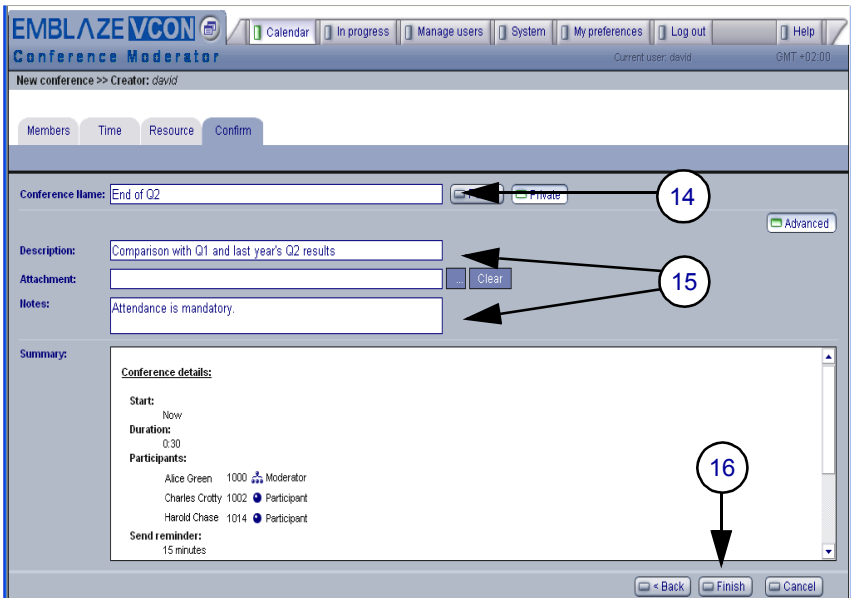 EMBLAZE VCON
Calendar In progress Manage users System My preferences Log out Help
Conference Moderator
Current user: david GMT +02:00
New conference >> Creator: david
Members Time Resource Confirm
Conference Name: End of Q2 Private 14
Advanced
Description: Comparison with Q1 and last year's Q2 results
Attachment: ... Clear 15
Notes: Attendance is mandatory.
Summary:
Conference details:
Start:
Now
Duration:
0:30
Participants:
Alice Green 1000 Moderator
Charles Crotty 1002 Participant
Harold Chase 1014 Participant
Send reminder:
15 minutes
16
< Back Finish Cancel